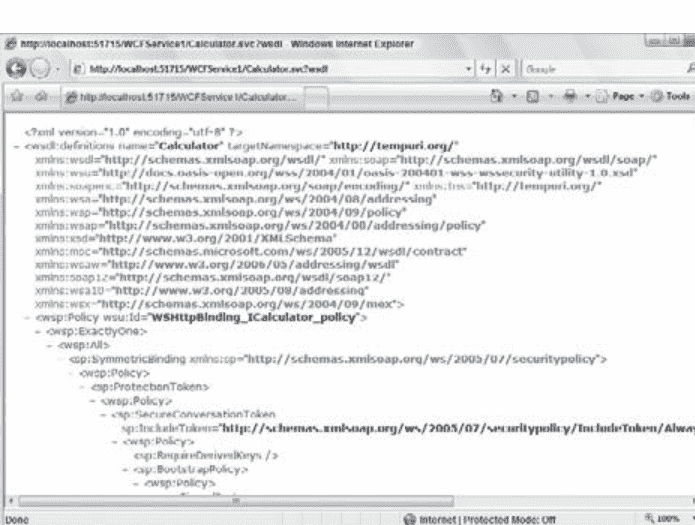 http://localhost:51715/WCFService1/Calculator.svc?wsdl - Windows Internet Explorer
http://localhost:51715/WCFService1/Calculator.svc?wsdl
Google
http://localhost:51715/WCFService1/Calculator...
Page
Tools
<?xml version="1.0" encoding="utf-8" ?>
- <wsdl:definitions name="Calculator" targetNamespace="http://tempuri.org/"
xmlns:wsdl="http://schemas.xmlsoap.org/wsdl/" xmlns:soap="http://schemas.xmlsoap.org/wsdl/soap/"
xmlns:wsu="http://docs.oasis-open.org/wss/2004/01/oasis-200401-wss-wssecurity-utility-1.0.xsd"
xmlns:soapenc="http://schemas.xmlsoap.org/soap/encoding/" xmlns:tns="http://tempuri.org/"
xmlns:wsa="http://schemas.xmlsoap.org/ws/2004/08/addressing"
xmlns:wsp="http://schemas.xmlsoap.org/ws/2004/09/policy"
xmlns:wsap="http://schemas.xmlsoap.org/ws/2004/08/addressing/policy"
xmlns:xsd="http://www.w3.org/2001/XMLSchema"
xmlns:msc="http://schemas.microsoft.com/ws/2005/12/wsdl/contract"
xmlns:wsaw="http://www.w3.org/2006/05/addressing/wsdl"
xmlns:soap12="http://schemas.xmlsoap.org/wsdl/soap12/"
xmlns:wsa10="http://www.w3.org/2005/08/addressing"
xmlns:wsx="http://schemas.xmlsoap.org/ws/2004/09/mex">
- <wsp:Policy wsu:Id="WSHttpBinding_ICalculator_policy">
- <wsp:ExactlyOne>
- <wsp:All>
- <sp:SymmetricBinding xmlns:sp="http://schemas.xmlsoap.org/ws/2005/07/securitypolicy">
- <wsp:Policy>
- <sp:ProtectionToken>
- <wsp:Policy>
- <sp:SecureConversationToken
sp:IncludeToken="http://schemas.xmlsoap.org/ws/2005/07/securitypolicy/IncludeToken/Alway
- <wsp:Policy>
<sp:RequireDerivedKeys />
- <sp:BootstrapPolicy>
- <wsp:Policy>
Done
Internet | Protected Mode: Off
100%